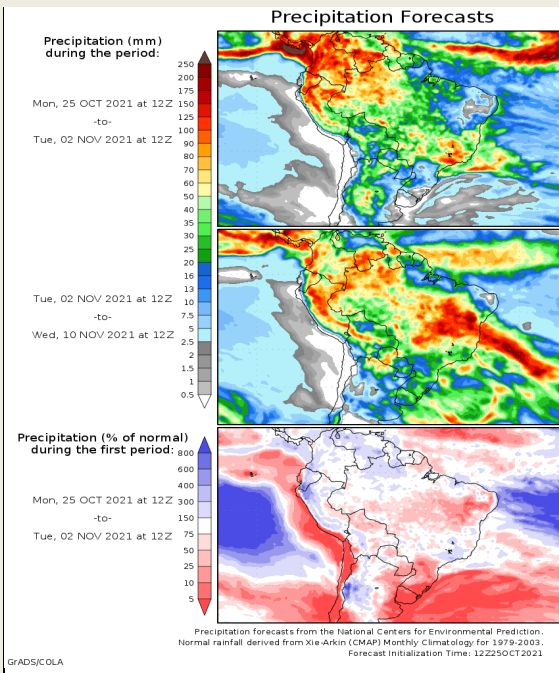 Precipitation Forecasts
Precipitation (mm)
during the period:
Mon, 25 OCT 2021 at 12Z
-to-
Tue, 02 NOV 2021 at 12Z
250
200
175
150
125
100
90
80
70
60
50
40
35
30
25
20
16
13
10
7.5
5
2.5
2
1.5
1
0.5
Tue, 02 NOV 2021 at 12Z
-to-
Wed, 10 NOV 2021 at 12Z
Precipitation (% of normal)
during the first period:
Mon, 25 OCT 2021 at 12Z
-to-
Tue, 02 NOV 2021 at 12Z
800
600
400
300
150
75
50
25
10
5
Precipitation forecasts from the National Centers for Environmental Prediction.
Normal rainfall derived from Xie-Arkin (CMAP) Monthly Climatology for 1979-2003.
Forecast Initialization Time: 12Z25OCT2021
GrADS/COLA